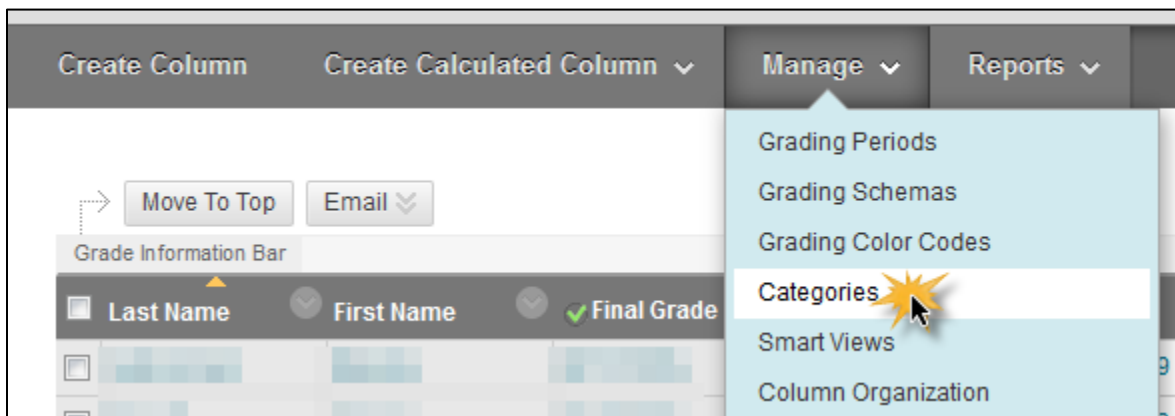 Create Column Create Calculated Column Manage Reports
Grading Periods
Grading Schemas
Grading Color Codes
Categories
Smart Views
Column Organization
Move To Top Email
Grade Information Bar
Last Name First Name Final Grade
9